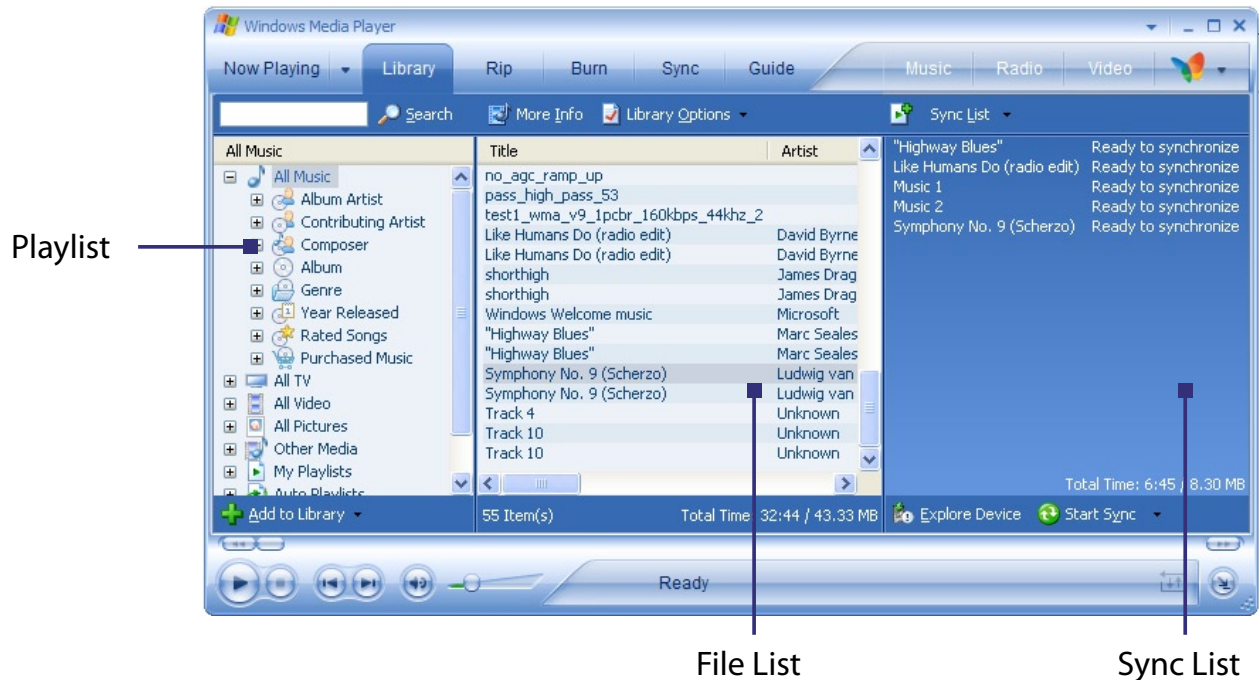 Windows Media Player
Now Playing Library Rip Burn Sync Guide Music Radio Video
Search More Info Library Options Sync List
All Music
All Music
Album Artist
Contributing Artist
Composer
Album
Genre
Year Released
Rated Songs
Purchased Music
All TV
All Video
All Pictures
Other Media
My Playlists
Auto Playlists
Add to Library
Title Artist
no_agc_ramp_up
pass_high_pass_53
test1_wma_v9_1pcbr_160kbps_44khz_2
Like Humans Do (radio edit) David Byrne
Like Humans Do (radio edit) David Byrne
shorthigh James Drag
shorthigh James Drag
Windows Welcome music Microsoft
"Highway Blues" Marc Seales
"Highway Blues" Marc Seales
Symphony No. 9 (Scherzo) Ludwig van
Symphony No. 9 (Scherzo) Ludwig van
Track 4 Unknown
Track 10 Unknown
Track 10 Unknown
55 Item(s) Total Time: 32:44 / 43.33 MB
"Highway Blues" Ready to synchronize
Like Humans Do (radio edit) Ready to synchronize
Music 1 Ready to synchronize
Music 2 Ready to synchronize
Symphony No. 9 (Scherzo) Ready to synchronize
Total Time: 6:45 / 8.30 MB
Explore Device Start Sync
Ready
Playlist
File List
Sync List